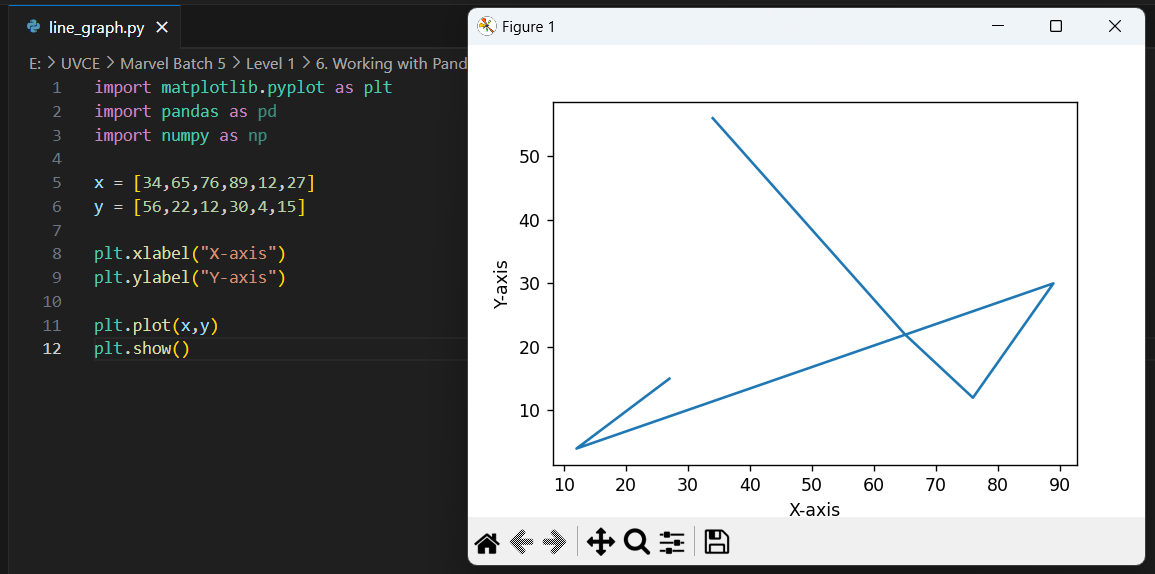 line_graph.py
E: > UVCE > Marvel Batch 5 > Level 1 > 6. Working with Pand
1 import matplotlib.pyplot as plt
2 import pandas as pd
3 import numpy as np
4
5 x = [34,65,76,89,12,27]
6 y = [56,22,12,30,4,15]
7
8 plt.xlabel("X-axis")
9 plt.ylabel("Y-axis")
10
11 plt.plot(x,y)
12 plt.show()
Figure 1
50
40
30
20
10
Y-axis
10 20 30 40 50 60 70 80 90
X-axis